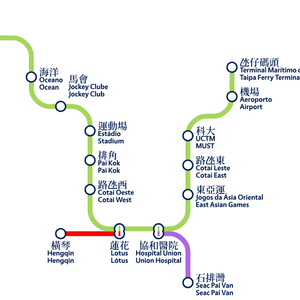 海洋
Oceano
Ocean
馬會
Jockey Clube
Jockey Club
運動場
Estádio
Stadium
排角
Pai Kok
Pai Kok
路氹西
Cotai Oeste
Cotai West
橫琴
Hengqin
Hengqin
蓮花
Lotus
Lótus
協和醫院
Hospital Union
Union Hospital
石排灣
Seac Pai Van
Seac Pai Van
東亞運
Jogos da Ásia Oriental
East Asian Games
路氹東
Cotai Leste
Cotai East
科大
UCTM
MUST
機場
Aeroporto
Airport
氹仔碼頭
Terminal Marítimo d
Taipa Ferry Termina